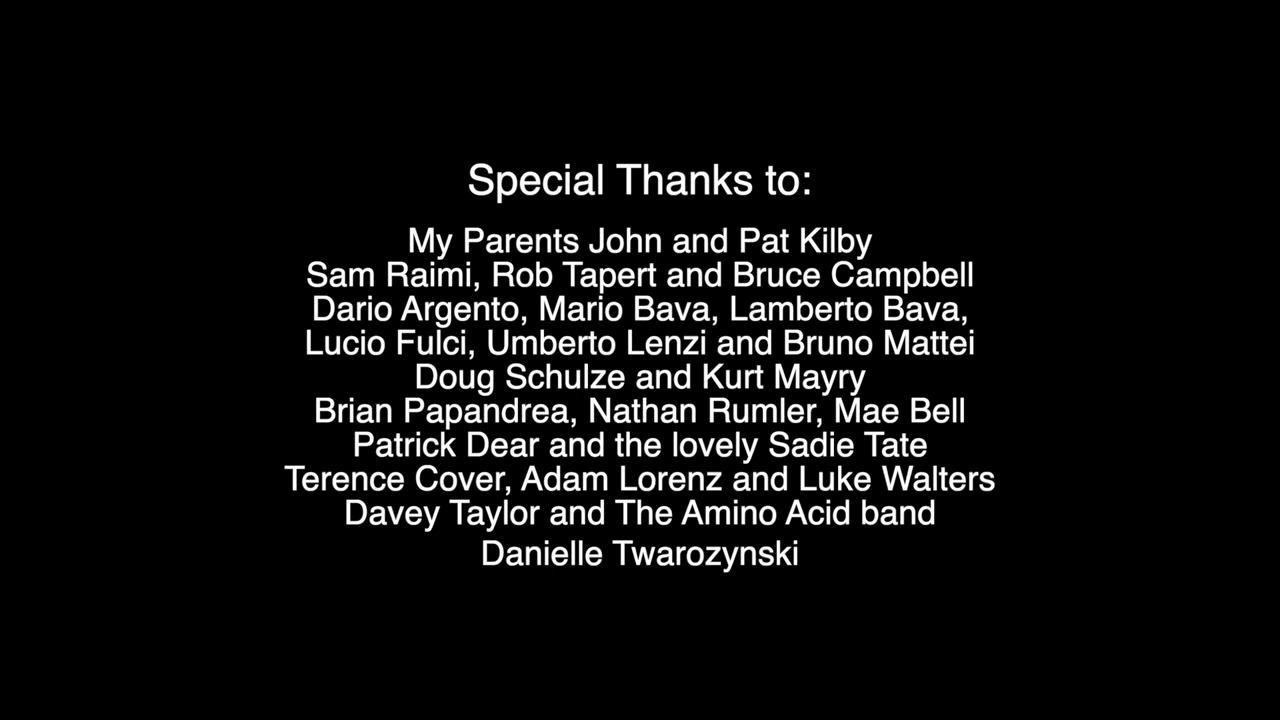 Special Thanks to:
My Parents John and Pat Kilby
Sam Raimi, Rob Tapert and Bruce Campbell
Dario Argento, Mario Bava, Lamberto Bava,
Lucio Fulci, Umberto Lenzi and Bruno Mattei
Doug Schulze and Kurt Mayry
Brian Papandrea, Nathan Rumler, Mae Bell
Patrick Dear and the lovely Sadie Tate
Terence Cover, Adam Lorenz and Luke Walters
Davey Taylor and The Amino Acid band
Danielle Twarozynski